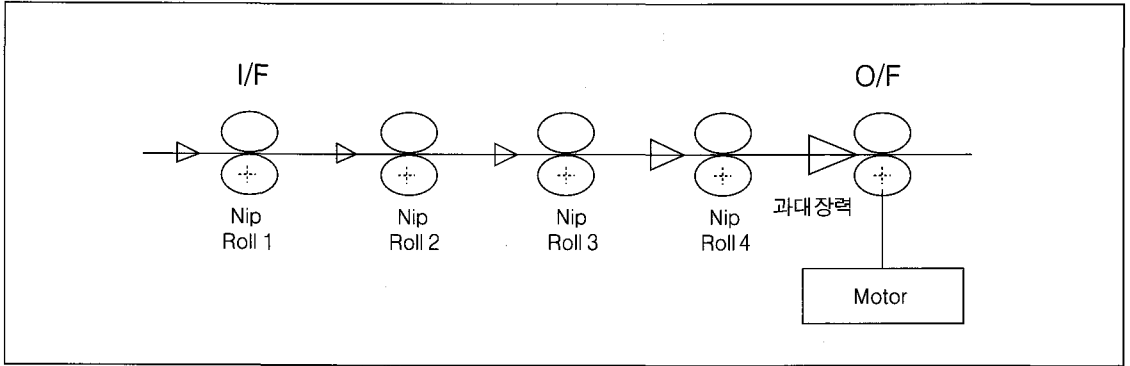 I/F
O/F
Nip
Roll 1
Nip
Roll 2
Nip
Roll 3
Nip
Roll 4
과대장력
Motor